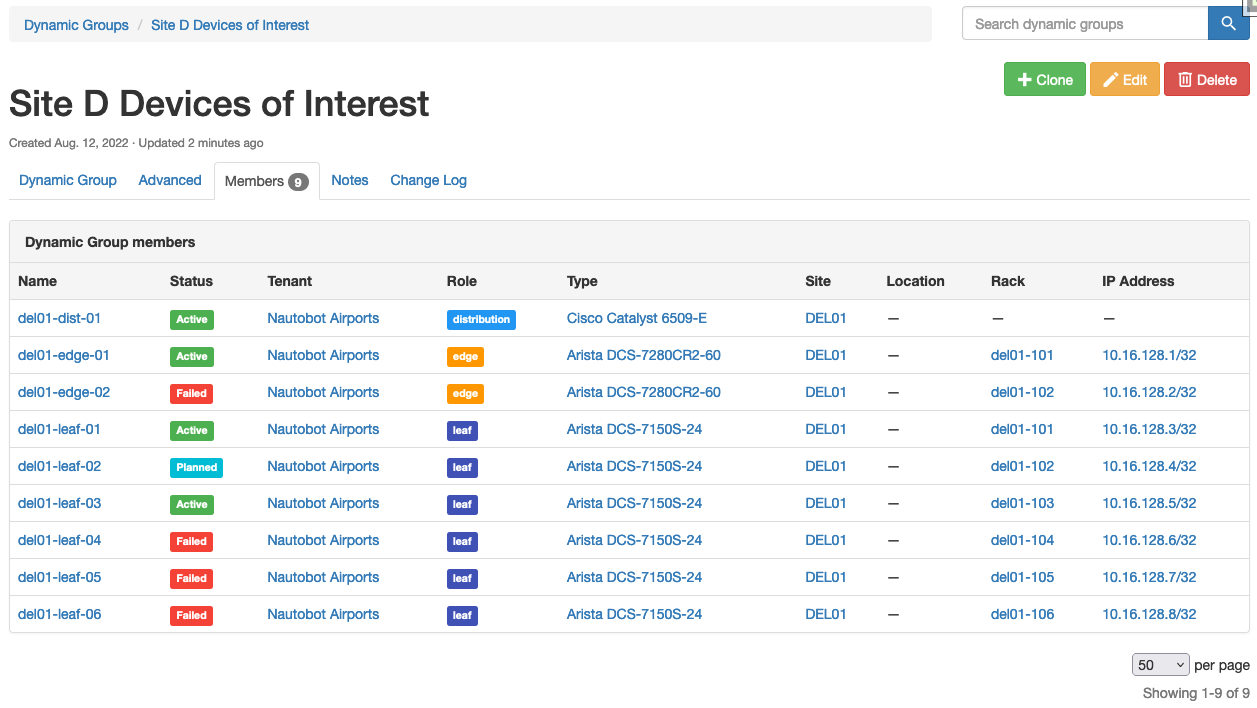 Dynamic Groups / Site D Devices of Interest
Search dynamic groups
Clone Edit Delete
Site D Devices of Interest
Created Aug. 12, 2022 · Updated 2 minutes ago
Dynamic Group Advanced Members 9 Notes Change Log
Dynamic Group members
Name Status Tenant Role Type Site Location Rack IP Address
del01-dist-01 Active Nautobot Airports distribution Cisco Catalyst 6509-E DEL01 — — —
del01-edge-01 Active Nautobot Airports edge Arista DCS-7280CR2-60 DEL01 — del01-101 10.16.128.1/32
del01-edge-02 Failed Nautobot Airports edge Arista DCS-7280CR2-60 DEL01 — del01-102 10.16.128.2/32
del01-leaf-01 Active Nautobot Airports leaf Arista DCS-7150S-24 DEL01 — del01-101 10.16.128.3/32
del01-leaf-02 Planned Nautobot Airports leaf Arista DCS-7150S-24 DEL01 — del01-102 10.16.128.4/32
del01-leaf-03 Active Nautobot Airports leaf Arista DCS-7150S-24 DEL01 — del01-103 10.16.128.5/32
del01-leaf-04 Failed Nautobot Airports leaf Arista DCS-7150S-24 DEL01 — del01-104 10.16.128.6/32
del01-leaf-05 Failed Nautobot Airports leaf Arista DCS-7150S-24 DEL01 — del01-105 10.16.128.7/32
del01-leaf-06 Failed Nautobot Airports leaf Arista DCS-7150S-24 DEL01 — del01-106 10.16.128.8/32
50 per page
Showing 1-9 of 9